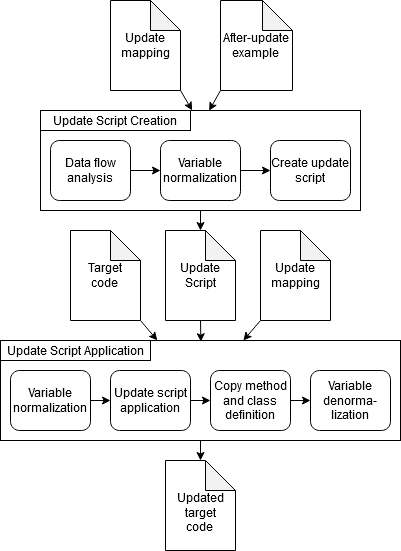 Update
mapping
After-update
example
Update Script Creation
Data flow
analysis
Variable
normalization
Create update
script
Target
code
Update
Script
Update
mapping
Update Script Application
Variable
normalization
Update script
application
Copy method
and class
definition
Variable
denorma-
lization
Updated
target
code